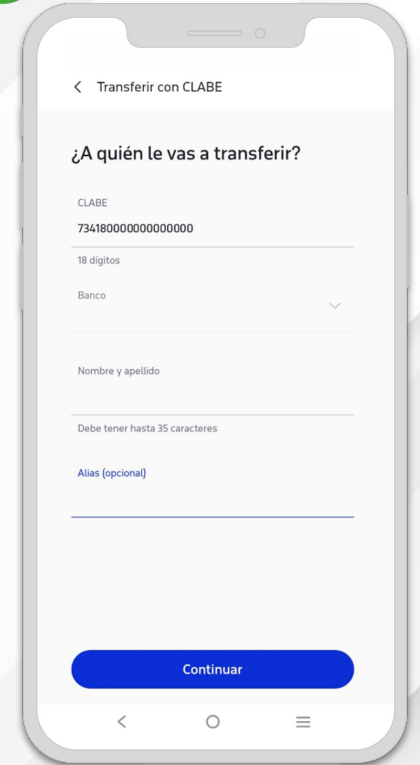 Transferir con CLABE
¿A quién le vas a transferir?
CLABE
734180000000000000
18 dígitos
Banco
Nombre y apellido
Debe tener hasta 35 caracteres
Alias (opcional)
Continuar